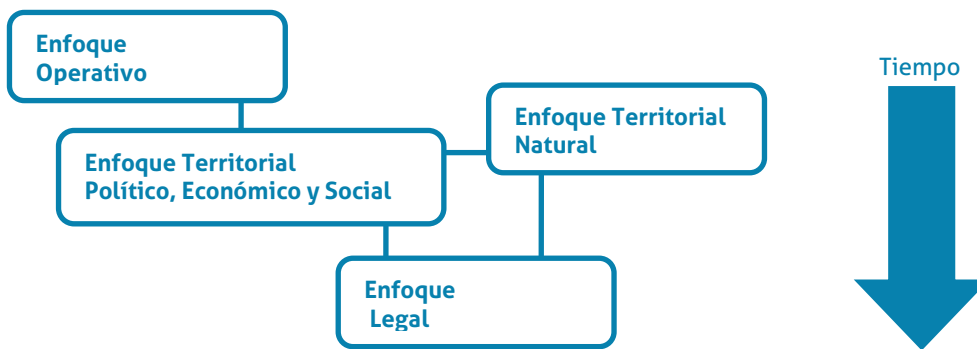 Enfoque
Operativo
Tiempo
Enfoque Territorial
Natural
Enfoque Territorial
Político, Económico y Social
Enfoque
Legal